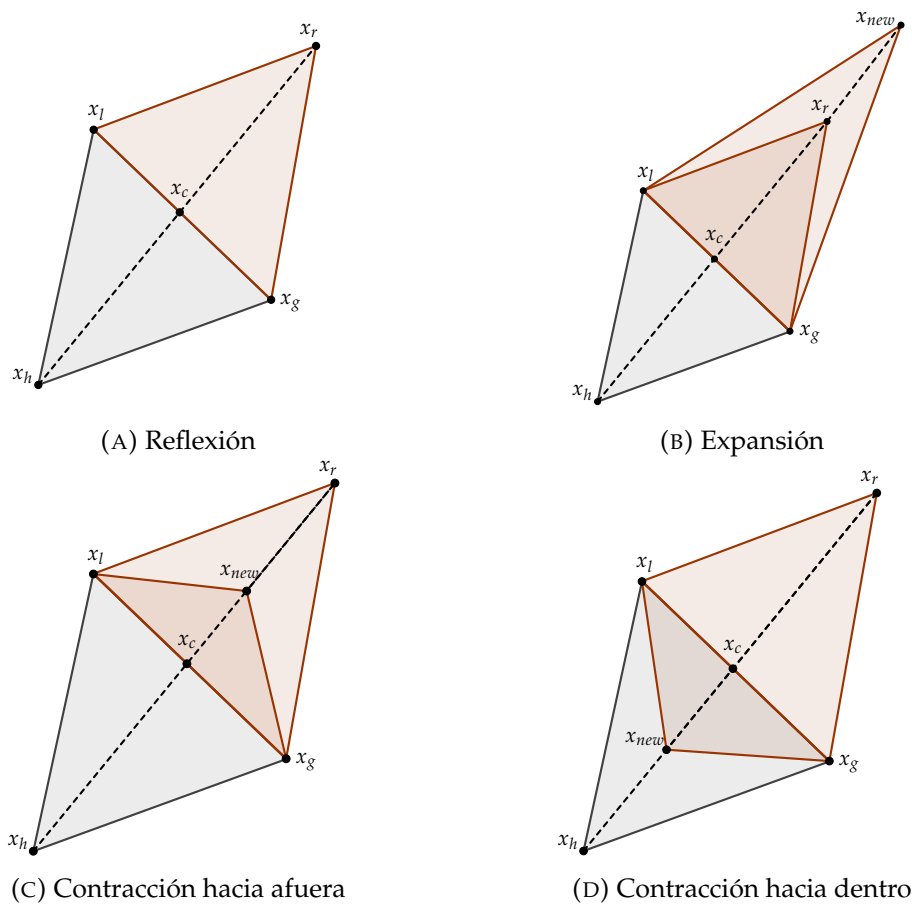 x_r
x_l
x_c
x_g
x_h
(A) Reflexión
x_new
x_r
x_l
x_c
x_g
x_h
(B) Expansión
x_r
x_l
x_new
x_c
x_g
x_h
(C) Contracción hacia afuera
x_r
x_l
x_c
x_new
x_g
x_h
(D) Contracción hacia dentro